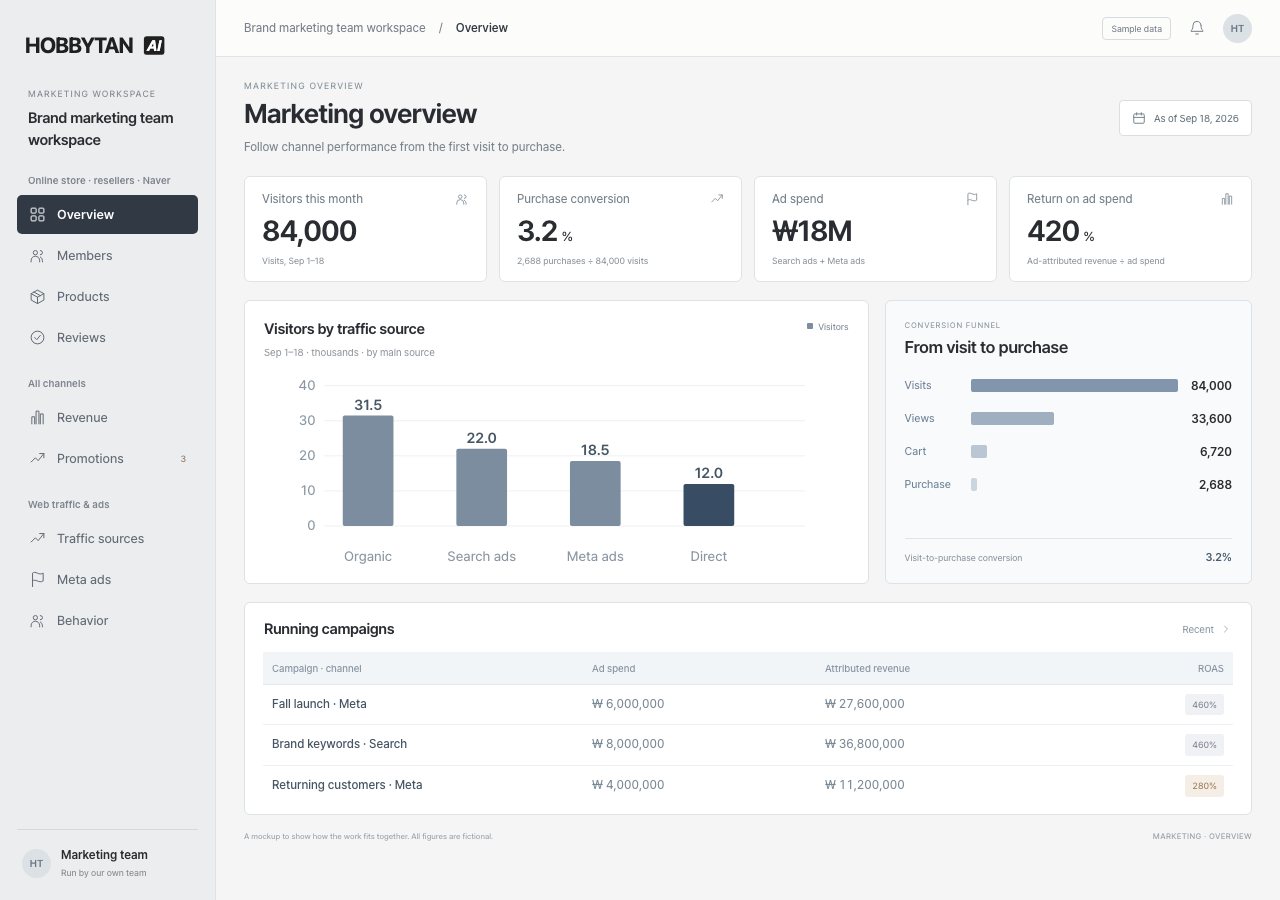 HOBBYTAN AI
MARKETING WORKSPACE
Brand marketing team
workspace
Online store · resellers · Naver
Overview
Members
Products
Reviews
All channels
Revenue
Promotions 3
Web traffic & ads
Traffic sources
Meta ads
Behavior
HT
Marketing team
Run by our own team
Brand marketing team workspace / Overview
Sample data
HT
MARKETING OVERVIEW
Marketing overview
Follow channel performance from the first visit to purchase.
As of Sep 18, 2026
Visitors this month
84,000
Visits, Sep 1–18
Purchase conversion
3.2 %
2,688 purchases ÷ 84,000 visits
Ad spend
₩18M
Search ads + Meta ads
Return on ad spend
420 %
Ad-attributed revenue ÷ ad spend
Visitors by traffic source
Visitors
Sep 1–18 · thousands · by main source
40
30
20
10
0
31.5
22.0
18.5
12.0
Organic
Search ads
Meta ads
Direct
CONVERSION FUNNEL
From visit to purchase
Visits 84,000
Views 33,600
Cart 6,720
Purchase 2,688
Visit-to-purchase conversion 3.2%
Running campaigns
Recent
Campaign · channel Ad spend Attributed revenue ROAS
Fall launch · Meta ₩ 6,000,000 ₩ 27,600,000 460%
Brand keywords · Search ₩ 8,000,000 ₩ 36,800,000 460%
Returning customers · Meta ₩ 4,000,000 ₩ 11,200,000 280%
A mockup to show how the work fits together. All figures are fictional.
MARKETING · OVERVIEW